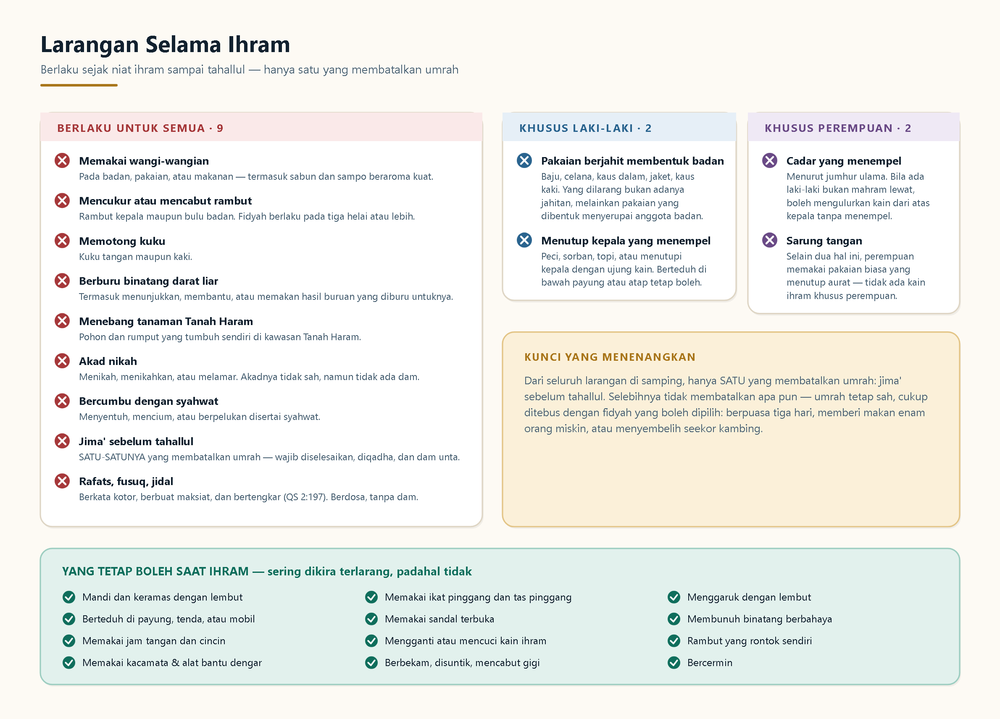 Larangan Selama Ihram
Berlaku sejak niat ihram sampai tahallul — hanya satu yang membatalkan umrah
BERLAKU UNTUK SEMUA · 9
Memakai wangi-wangian
Pada badan, pakaian, atau makanan — termasuk sabun dan sampo beraroma kuat.
Mencukur atau mencabut rambut
Rambut kepala maupun bulu badan. Fidyah berlaku pada tiga helai atau lebih.
Memotong kuku
Kuku tangan maupun kaki.
Berburu binatang darat liar
Termasuk menunjukkan, membantu, atau memakan hasil buruan yang diburu untuknya.
Menebang tanaman Tanah Haram
Pohon dan rumput yang tumbuh sendiri di kawasan Tanah Haram.
Akad nikah
Menikah, menikahkan, atau melamar. Akadnya tidak sah, namun tidak ada dam.
Bercumbu dengan syahwat
Menyentuh, mencium, atau berpelukan disertai syahwat.
Jima' sebelum tahallul
SATU-SATUNYA yang membatalkan umrah — wajib diselesaikan, diqadha, dan dam unta.
Rafats, fusuq, jidal
Berkata kotor, berbuat maksiat, dan bertengkar (QS 2:197). Berdosa, tanpa dam.
KHUSUS LAKI-LAKI · 2
Pakaian berjahit membentuk badan
Baju, celana, kaus dalam, jaket, kaus
kaki. Yang dilarang bukan adanya
jahitan, melainkan pakaian yang
dibentuk menyerupai anggota badan.
Menutup kepala yang menempel
Peci, sorban, topi, atau menutupi
kepala dengan ujung kain. Berteduh di
bawah payung atau atap tetap boleh.
KHUSUS PEREMPUAN · 2
Cadar yang menempel
Menurut jumhur ulama. Bila ada
laki-laki bukan mahram lewat,
boleh mengulurkan kain dari atas
kepala tanpa menempel.
Sarung tangan
Selain dua hal ini, perempuan
memakai pakaian biasa yang
menutup aurat — tidak ada kain
ihram khusus perempuan.
KUNCI YANG MENENANGKAN
Dari seluruh larangan di samping, hanya SATU yang membatalkan umrah: jima'
sebelum tahallul. Selebihnya tidak membatalkan apa pun — umrah tetap sah, cukup
ditebus dengan fidyah yang boleh dipilih: berpuasa tiga hari, memberi makan enam
orang miskin, atau menyembelih seekor kambing.
YANG TETAP BOLEH SAAT IHRAM — sering dikira terlarang, padahal tidak
Mandi dan keramas dengan lembut
Berteduh di payung, tenda, atau mobil
Memakai jam tangan dan cincin
Memakai kacamata & alat bantu dengar
Memakai ikat pinggang dan tas pinggang
Memakai sandal terbuka
Mengganti atau mencuci kain ihram
Berbekam, disuntik, mencabut gigi
Menggaruk dengan lembut
Membunuh binatang berbahaya
Rambut yang rontok sendiri
Bercermin